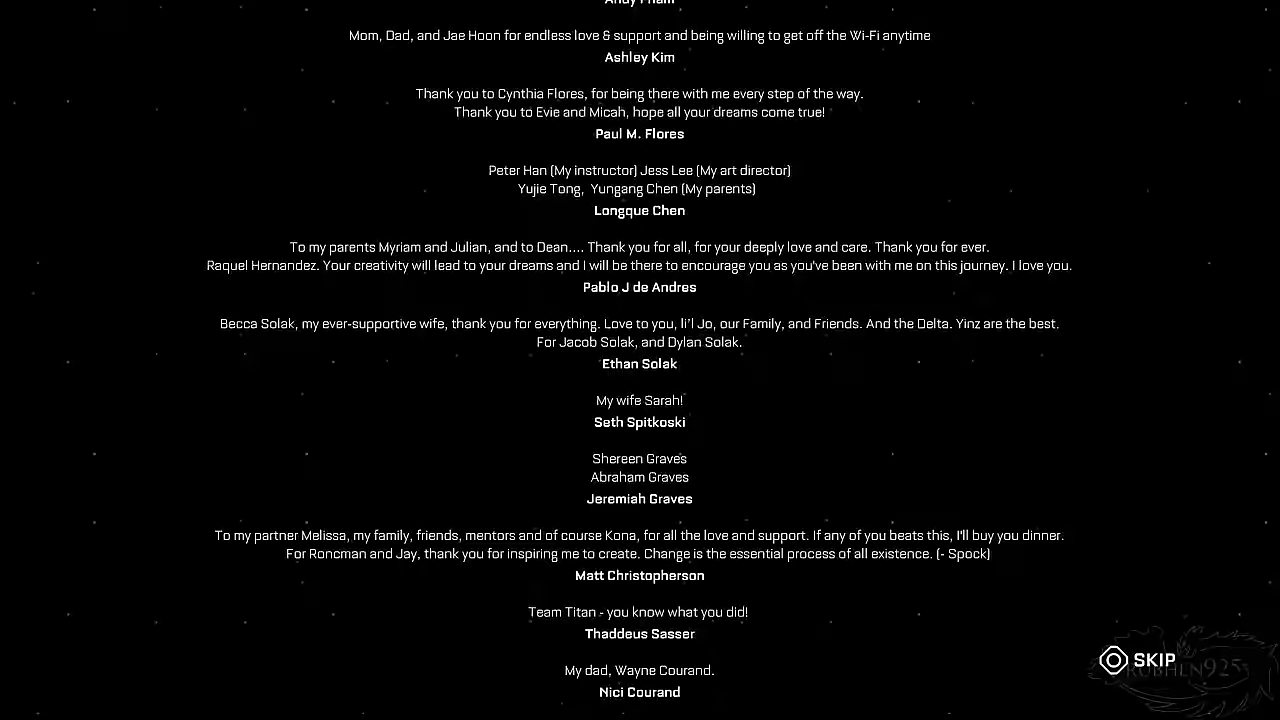 Andy Pham
Mom, Dad, and Jae Hoon for endless love & support and being willing to get off the Wi-Fi anytime
Ashley Kim
Thank you to Cynthia Flores, for being there with me every step of the way.
Thank you to Evie and Micah, hope all your dreams come true!
Paul M. Flores
Peter Han (My instructor) Jess Lee (My art director)
Yujie Tong, Yungang Chen (My parents)
Longque Chen
To my parents Myriam and Julian, and to Dean.... Thank you for all, for your deeply love and care. Thank you for ever.
Raquel Hernandez. Your creativity will lead to your dreams and I will be there to encourage you as you've been with me on this journey. I love you.
Pablo J de Andres
Becca Solak, my ever-supportive wife, thank you for everything. Love to you, li'l Jo, our Family, and Friends. And the Delta. Yinz are the best.
For Jacob Solak, and Dylan Solak.
Ethan Solak
My wife Sarah!
Seth Spitkoski
Shereen Graves
Abraham Graves
Jeremiah Graves
To my partner Melissa, my family, friends, mentors and of course Kona, for all the love and support. If any of you beats this, I'll buy you dinner.
For Roncman and Jay, thank you for inspiring me to create. Change is the essential process of all existence. (- Spock)
Matt Christopherson
Team Titan - you know what you did!
Thaddeus Sasser
SKIP
My dad, Wayne Courand.
Nici Courand